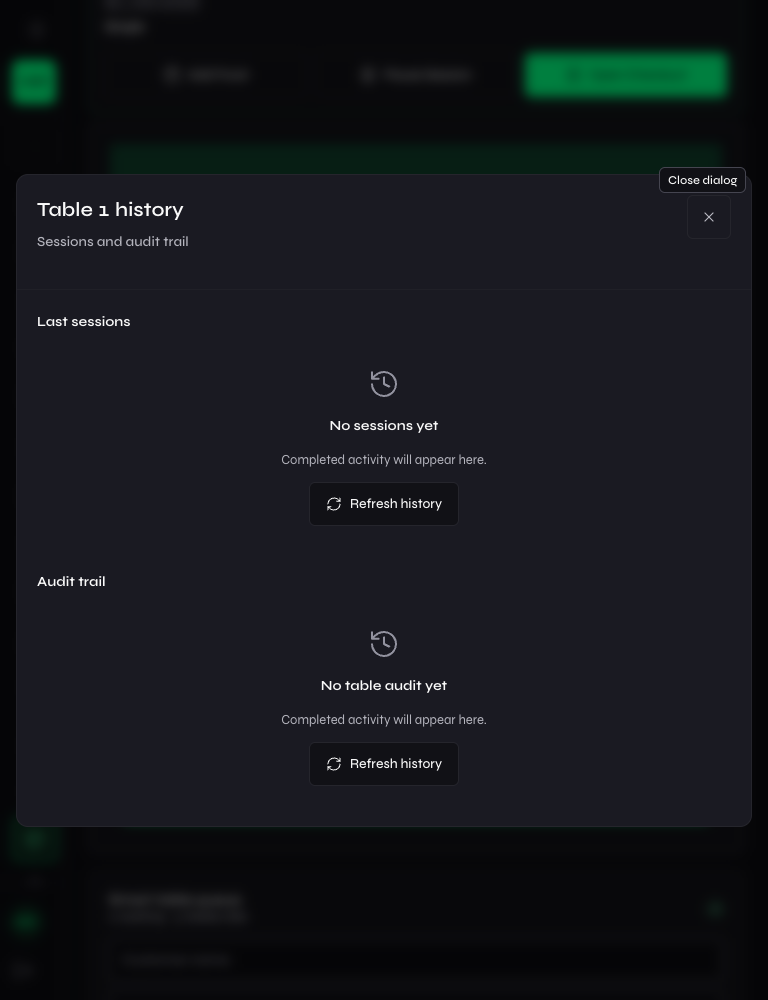 Close dialog
Table 1 history
Sessions and audit trail
Last sessions
No sessions yet
Completed activity will appear here.
Refresh history
Audit trail
No table audit yet
Completed activity will appear here.
Refresh history